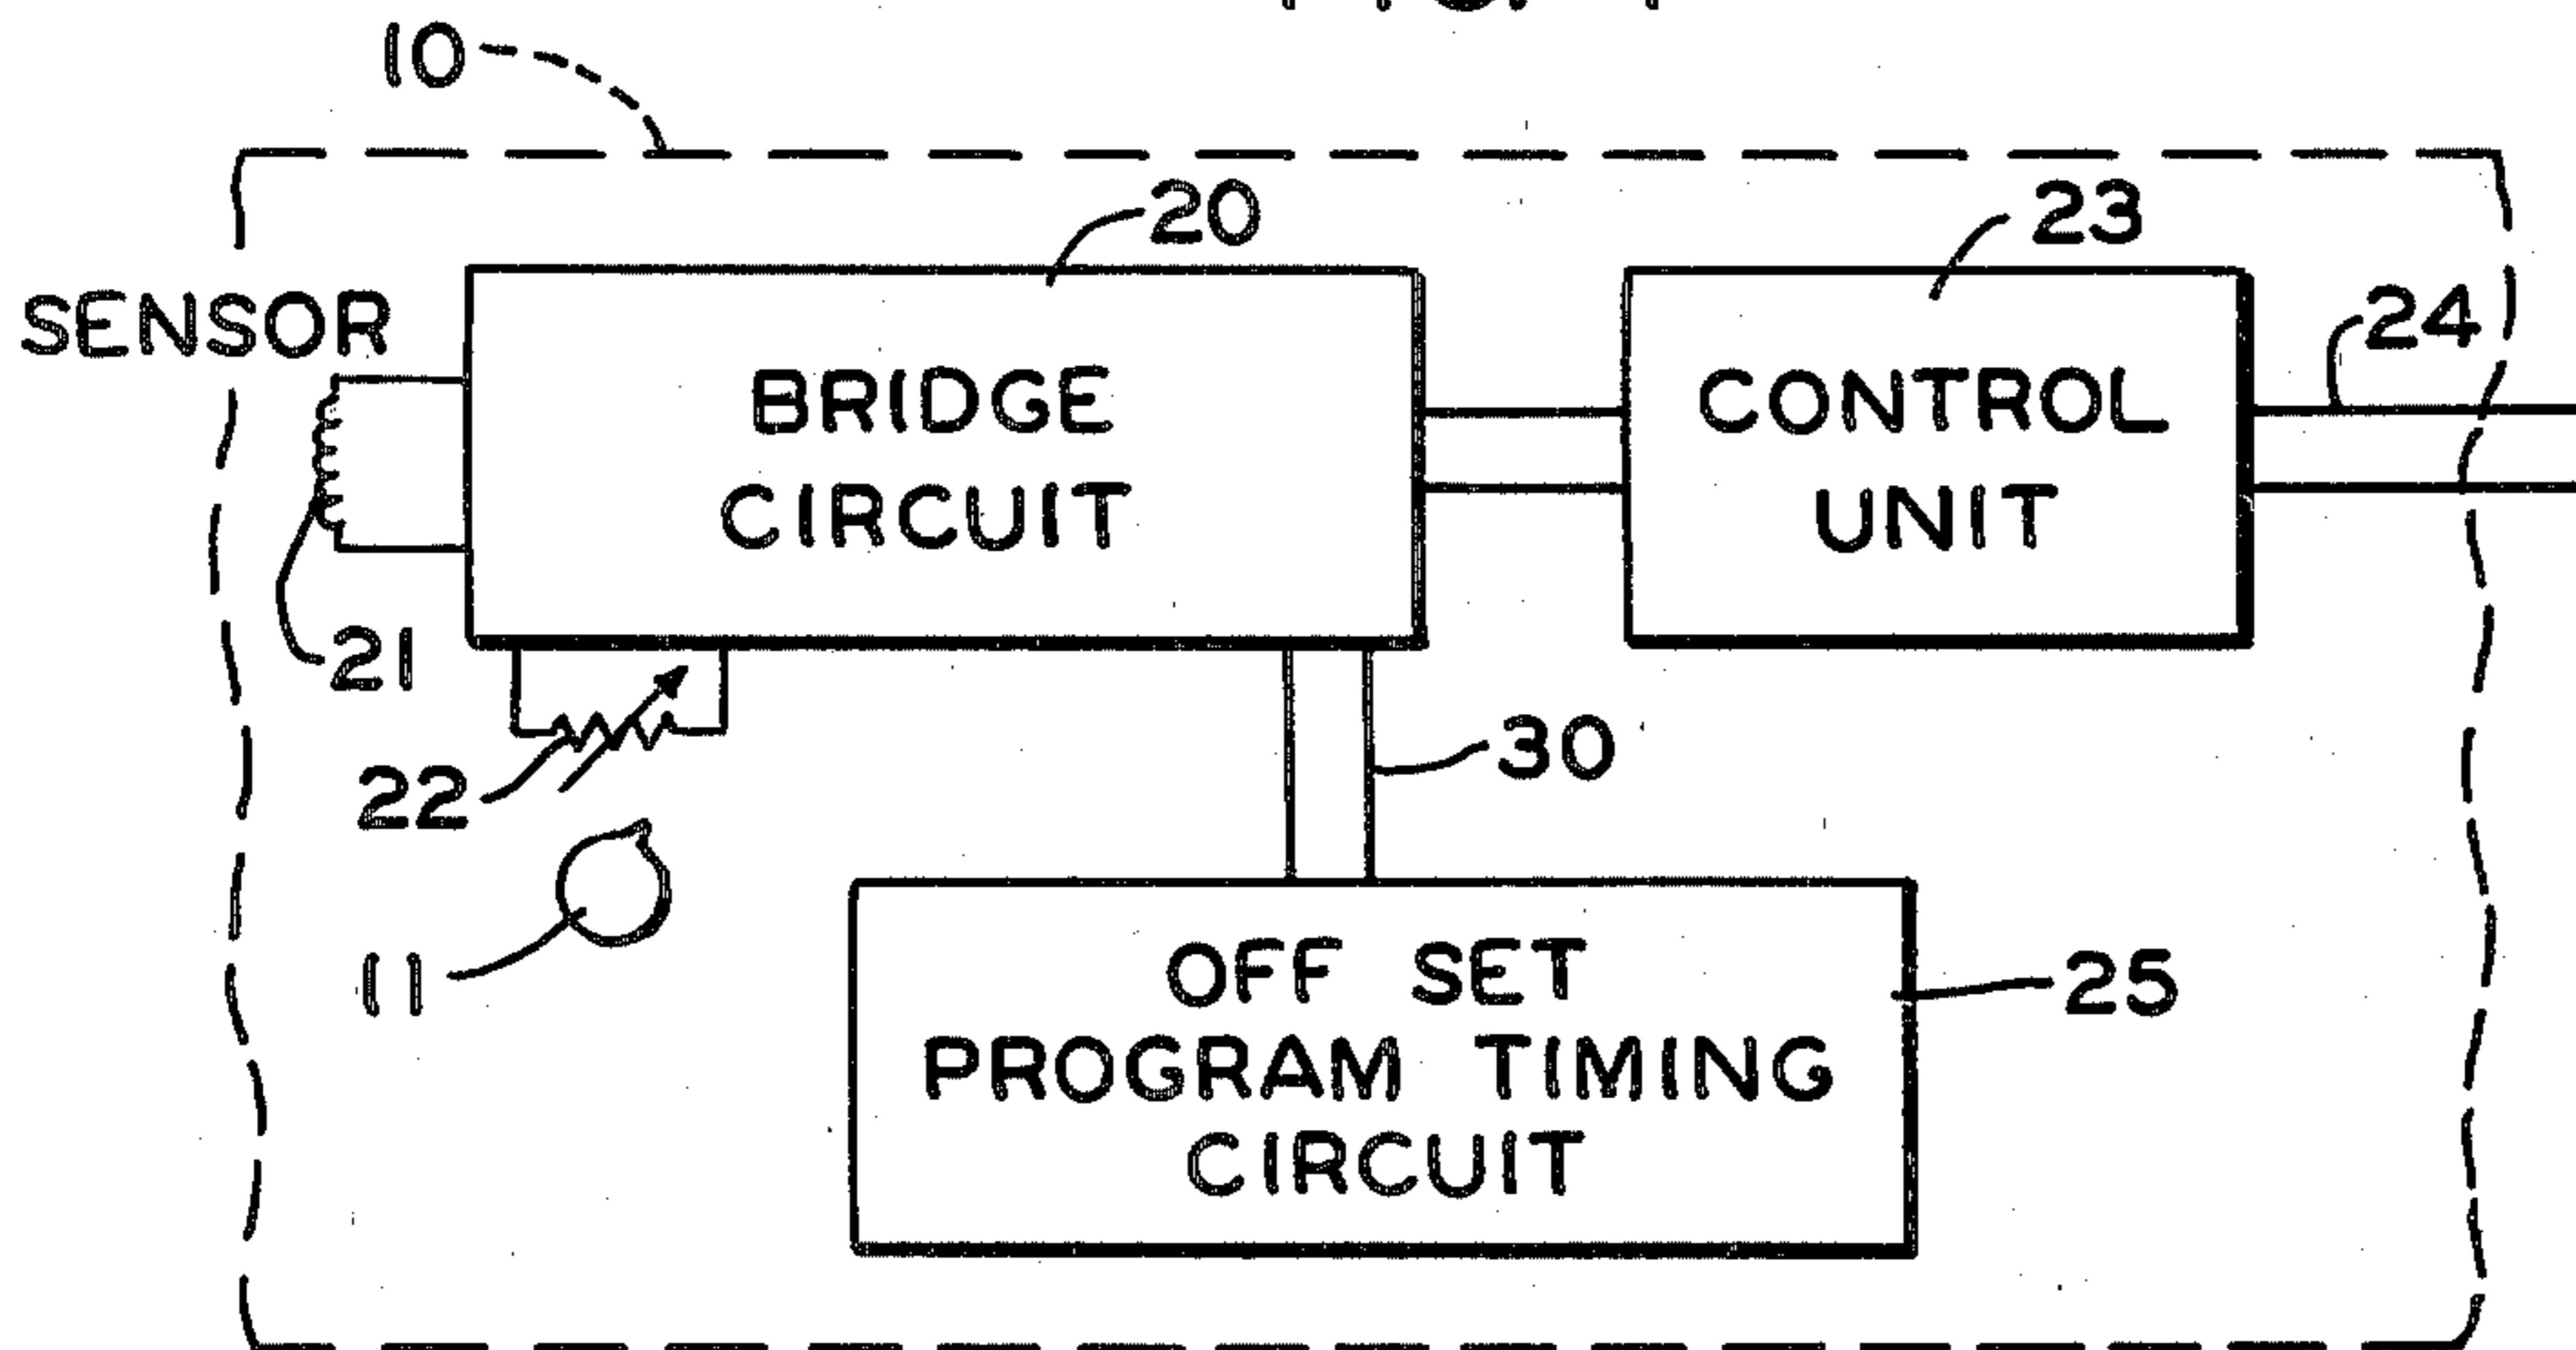 10
20
23
SENSOR
24
BRIDGE
CIRCUIT
CONTROL
UNIT
21
22
30
11
OFF SET
PROGRAM TIMING
CIRCUIT
25